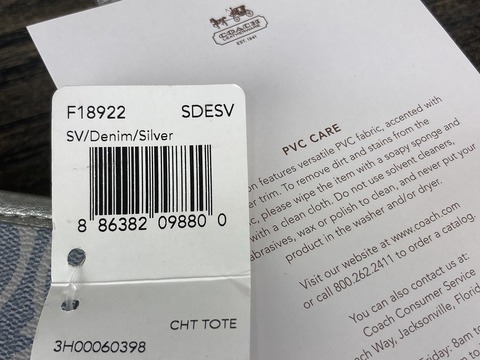 COACH
EST. 1941
F18922 SDESV
SV/Denim/Silver
8 86382 09880 0
CHT TOTE
3H00060398
PVC CARE
features versatile PVC fabric, accented with
trim. To remove dirt and stains from the
please wipe the item with a soapy sponge and
with a clean cloth. Do not use solvent cleaners,
abrasives, wax or polish to clean, and never put your
product in the washer and/or dryer.
Visit our website at www.coach.com
or call 800.262.2411 to order a catalog.
You can also contact us at:
Coach Consumer Service
Way, Jacksonville,
8am to